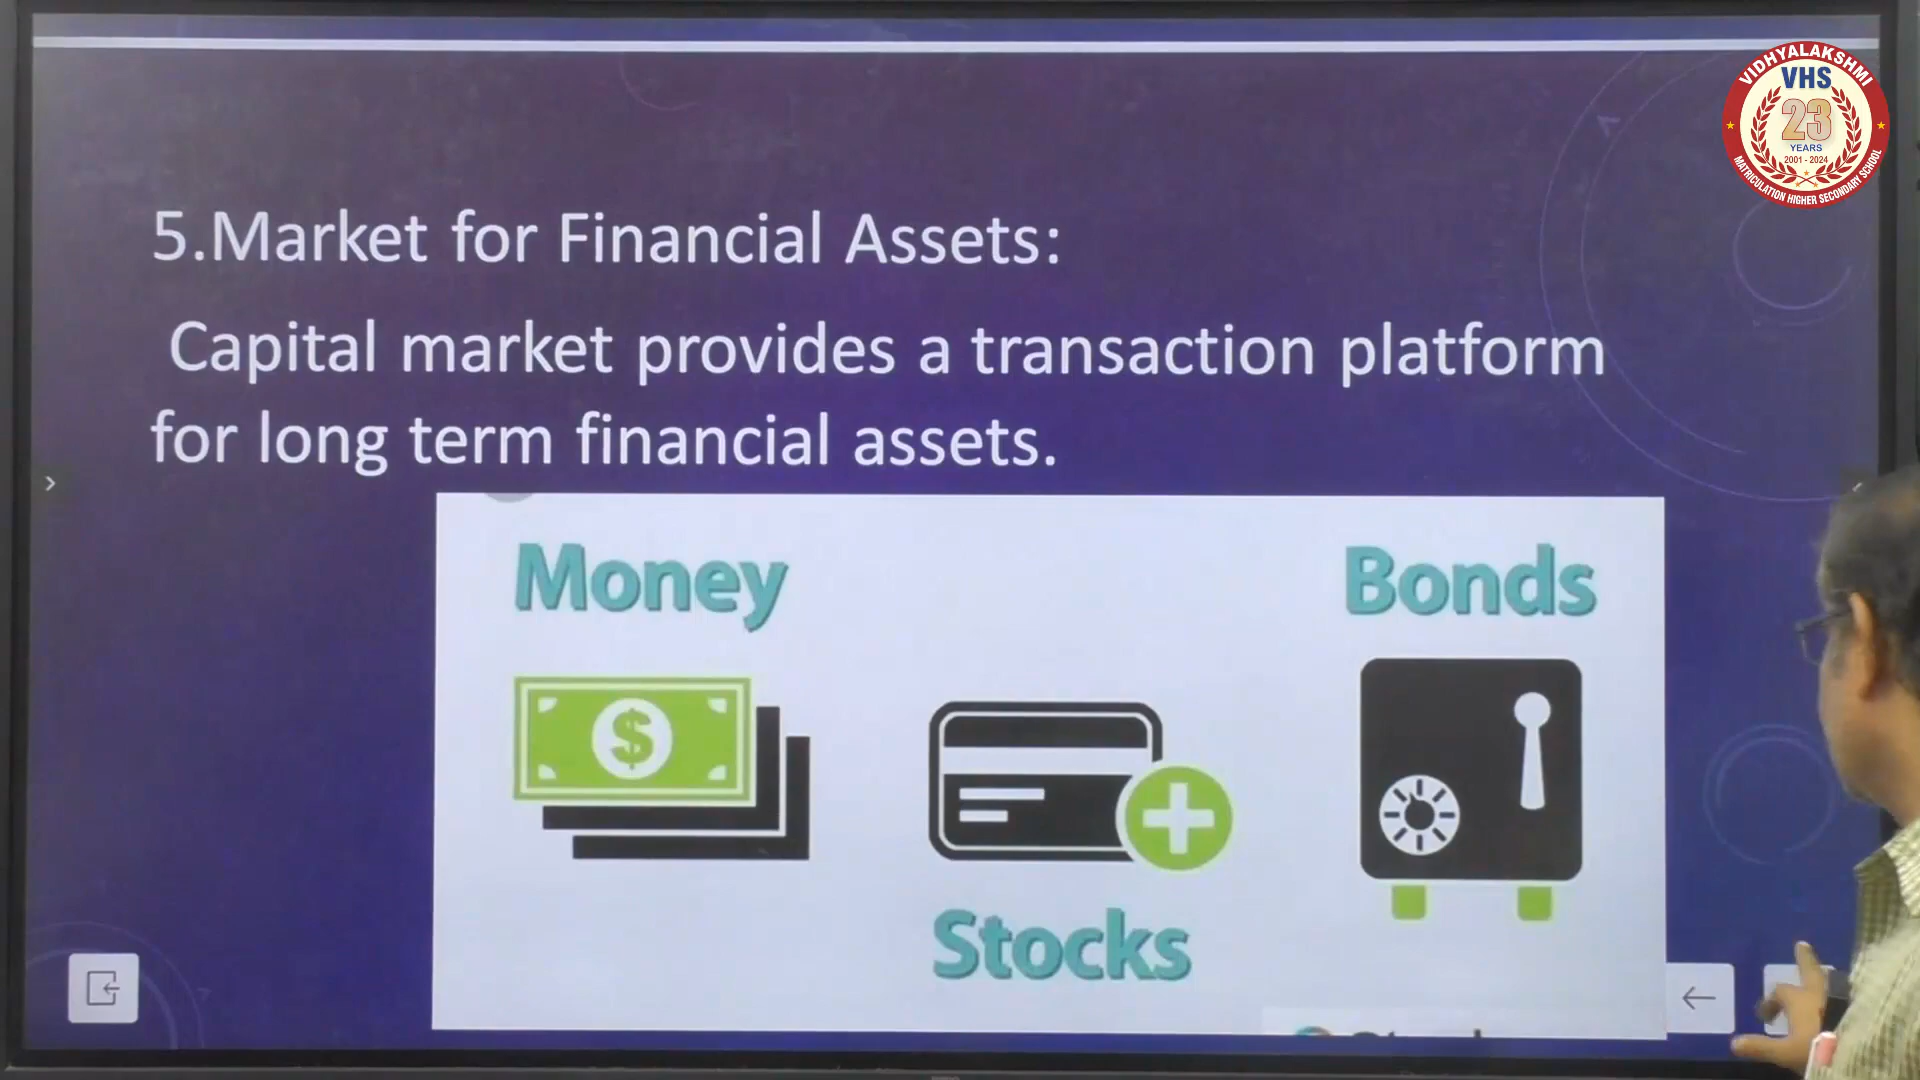 VIDHYALAKSHMI
VHS
23
YEARS
2001 - 2024
MATRICULATION HIGHER SECONDARY SCHOOL
5.Market for Financial Assets:
Capital market provides a transaction platform
for long term financial assets.
Money
Bonds
$
Stocks